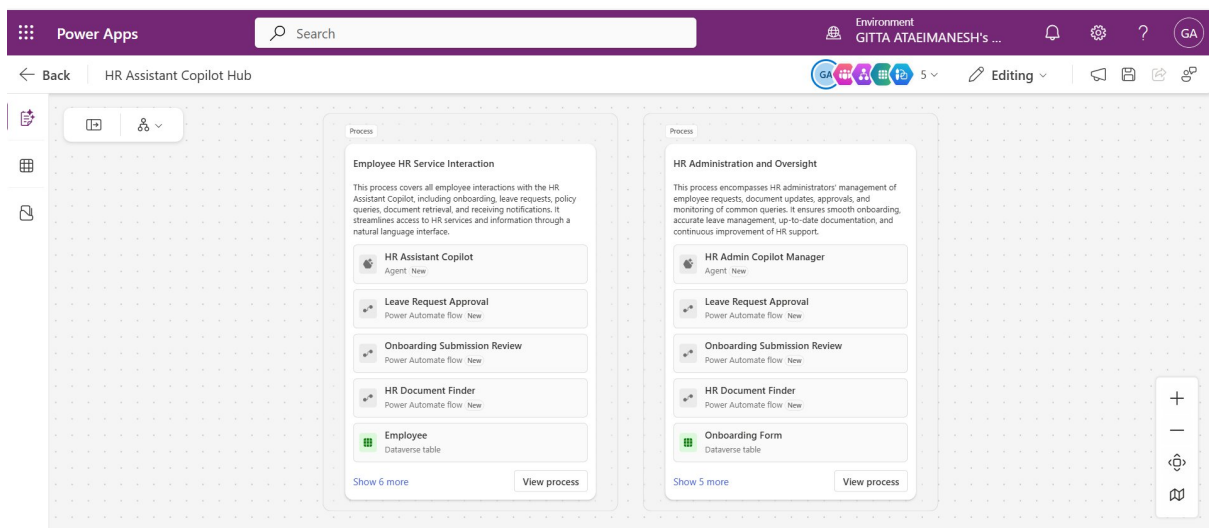 Power Apps
Search
Environment
GITTA ATAEIMANESH's ...
?
GA
Back
HR Assistant Copilot Hub
GA
5
Editing
Process
Employee HR Service Interaction
This process covers all employee interactions with the HR
Assistant Copilot, including onboarding, leave requests, policy
queries, document retrieval, and receiving notifications. It
streamlines access to HR services and information through a
natural language interface.
HR Assistant Copilot
Agent New
Leave Request Approval
Power Automate flow New
Onboarding Submission Review
Power Automate flow New
HR Document Finder
Power Automate flow New
Employee
Dataverse table
Show 6 more
View process
Process
HR Administration and Oversight
This process encompasses HR administrators' management of
employee requests, document updates, approvals, and
monitoring of common queries. It ensures smooth onboarding,
accurate leave management, up-to-date documentation, and
continuous improvement of HR support.
HR Admin Copilot Manager
Agent New
Leave Request Approval
Power Automate flow New
Onboarding Submission Review
Power Automate flow New
HR Document Finder
Power Automate flow New
Onboarding Form
Dataverse table
Show 5 more
View process